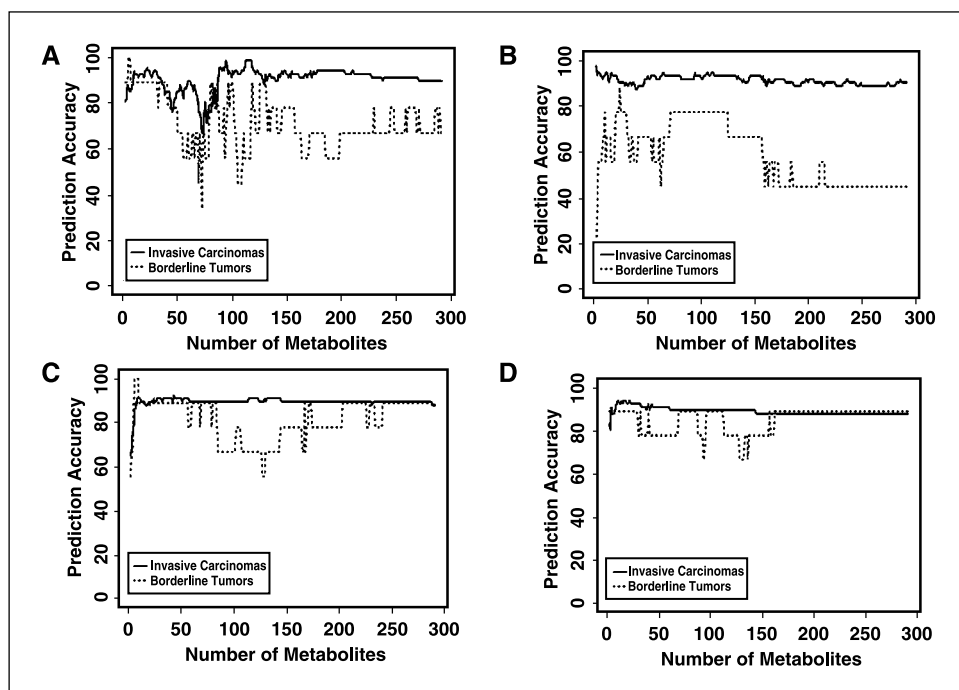 A
Prediction Accuracy
0 20 40 60 80 100
Invasive Carcinomas
Borderline Tumors
0 50 100 150 200 250 300
Number of Metabolites
B
Prediction Accuracy
0 20 40 60 80 100
Invasive Carcinomas
Borderline Tumors
0 50 100 150 200 250 300
Number of Metabolites
C
Prediction Accuracy
0 20 40 60 80 100
Invasive Carcinomas
Borderline Tumors
0 50 100 150 200 250 300
Number of Metabolites
D
Prediction Accuracy
0 20 40 60 80 100
Invasive Carcinomas
Borderline Tumors
0 50 100 150 200 250 300
Number of Metabolites